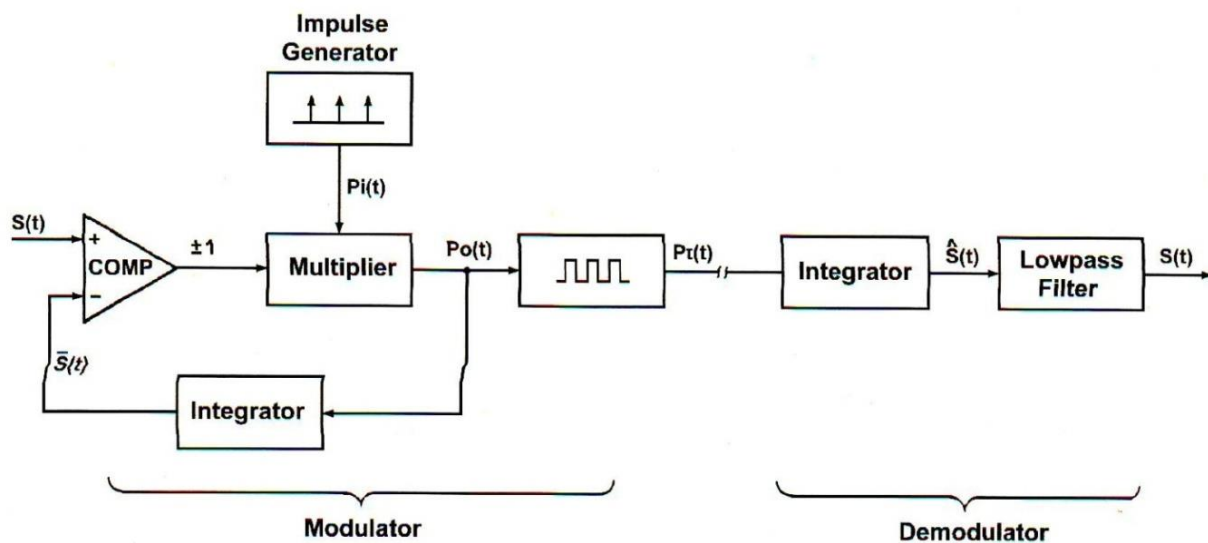 Impulse
Generator
Pi(t)
S(t)
+
COMP
−
±1
Multiplier
Po(t)
Pτ(t)
Integrator
Ŝ(t)
Lowpass
Filter
S(t)
S̄(t)
Integrator
Modulator
Demodulator